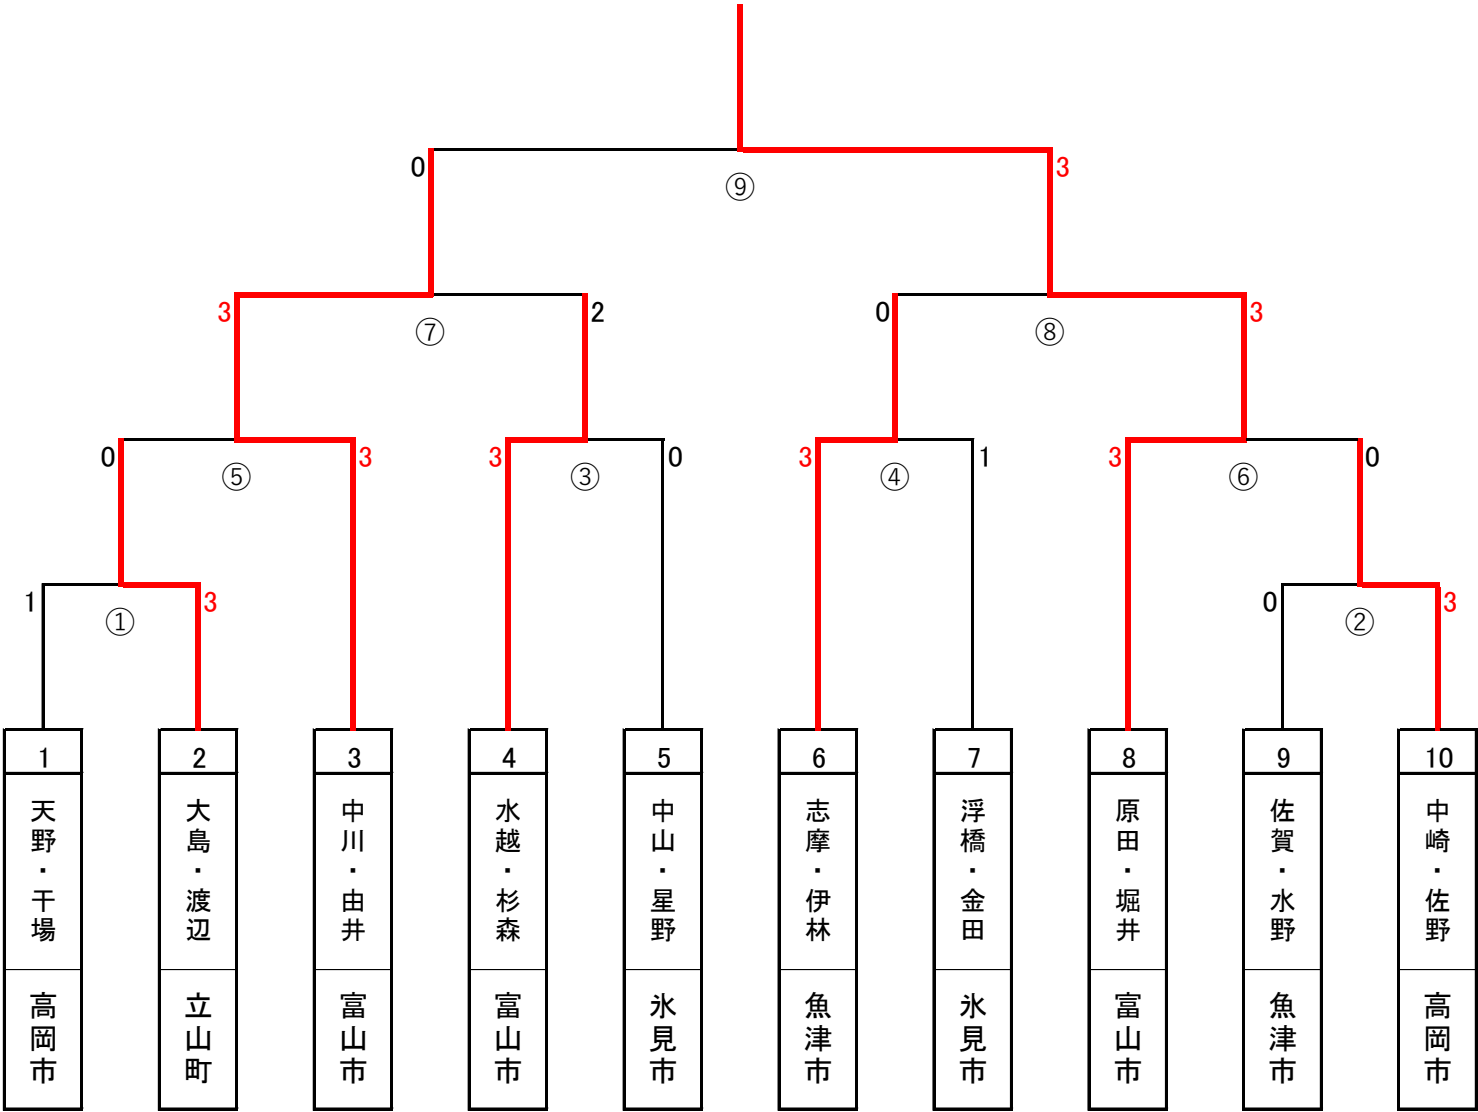 0 3
⑨
3 2 0 3
⑦ ⑧
0 3 3 0 3 1 3 0
⑤ ③ ④ ⑥
1 3 0 3
① ②
1 2 3 4 5 6 7 8 9 10
天野・干場
大島・渡辺
中川・由井
水越・杉森
中山・星野
志摩・伊林
浮橋・金田
原田・堀井
佐賀・水野
中崎・佐野
高岡市
立山町
富山市
富山市
氷見市
魚津市
氷見市
富山市
魚津市
高岡市